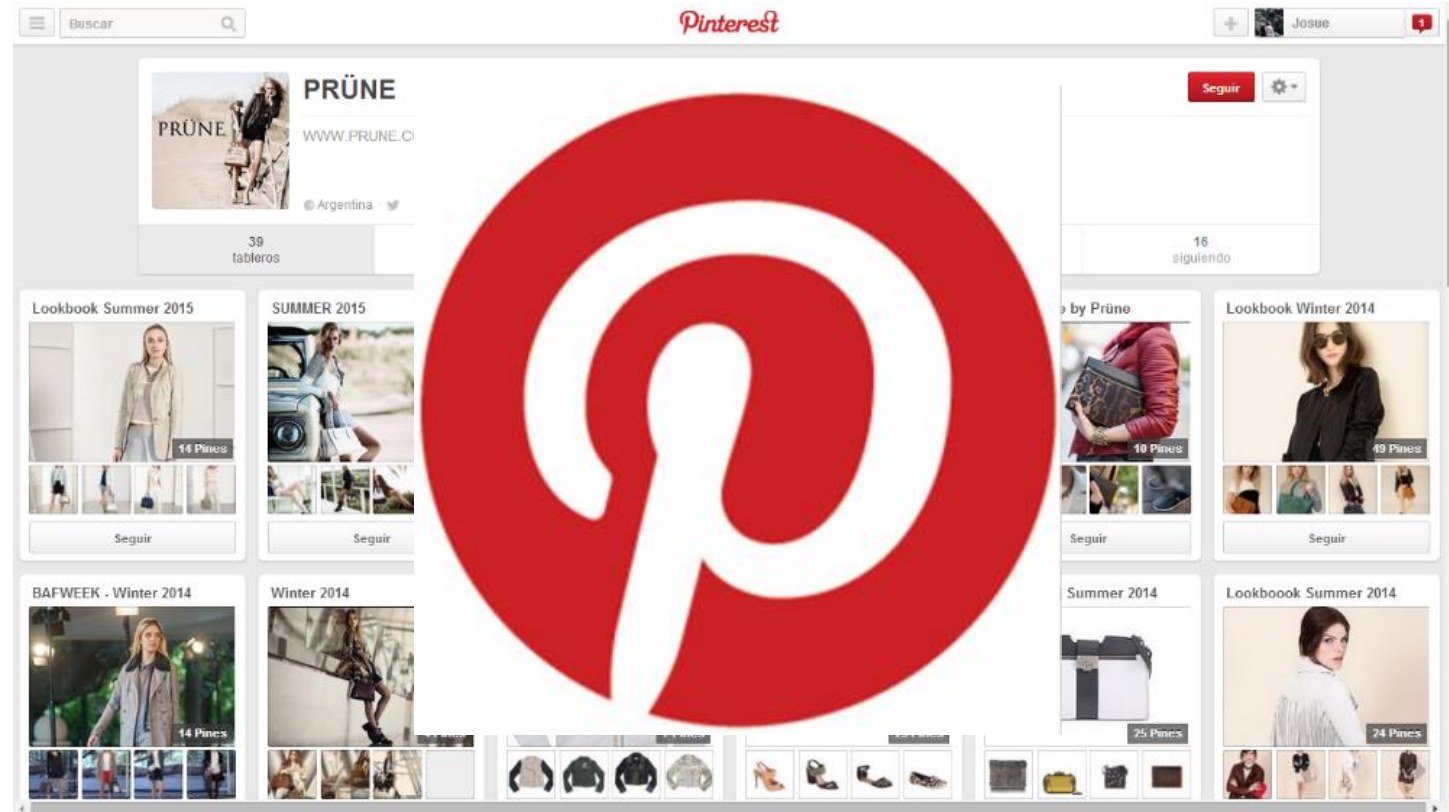 Buscar
Pinterest
Josue
1
PRÜNE
PRÜNE
Seguir
WWW.PRUNE.C
Argentina
39
tableros
16
siguiendo
Lookbook Summer 2015
SUMMER 2015
by Prüne
Lookbook Winter 2014
14 Pines
10 Pines
49 Pines
Seguir
Seguir
Seguir
Seguir
BAFWEEK - Winter 2014
Winter 2014
Summer 2014
Lookboook Summer 2014
14 Pines
25 Pines
24 Pines